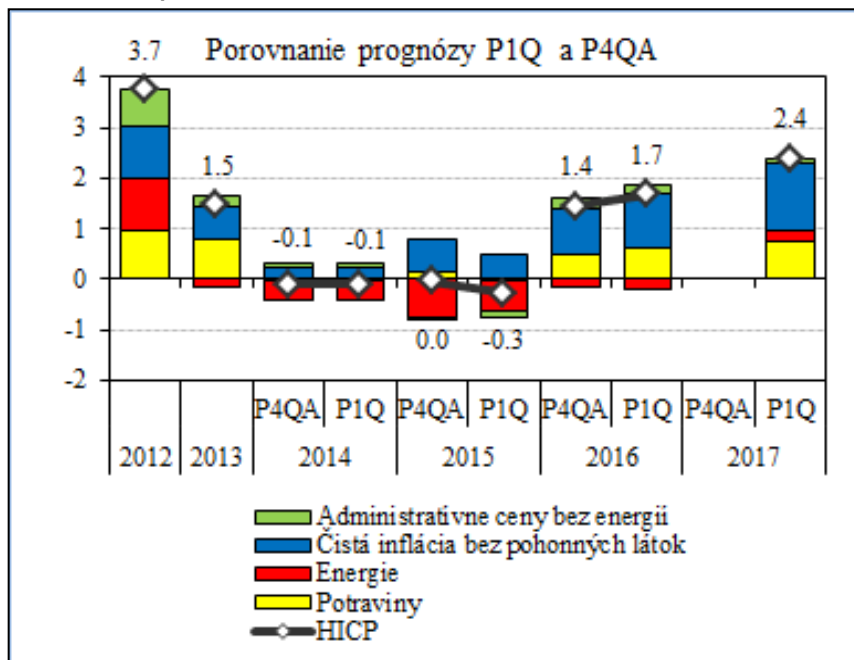 Porovnanie prognózy P1Q a P4QA
3.7
1.5
-0.1
-0.1
0.0
-0.3
1.4
1.7
2.4
4
3
2
1
0
-1
-2
P4QA P1Q P4QA P1Q P4QA P1Q P4QA P1Q
2012 2013 2014 2015 2016 2017
Administratívne ceny bez energií
Čistá inflácia bez pohonných látok
Energie
Potraviny
HICP